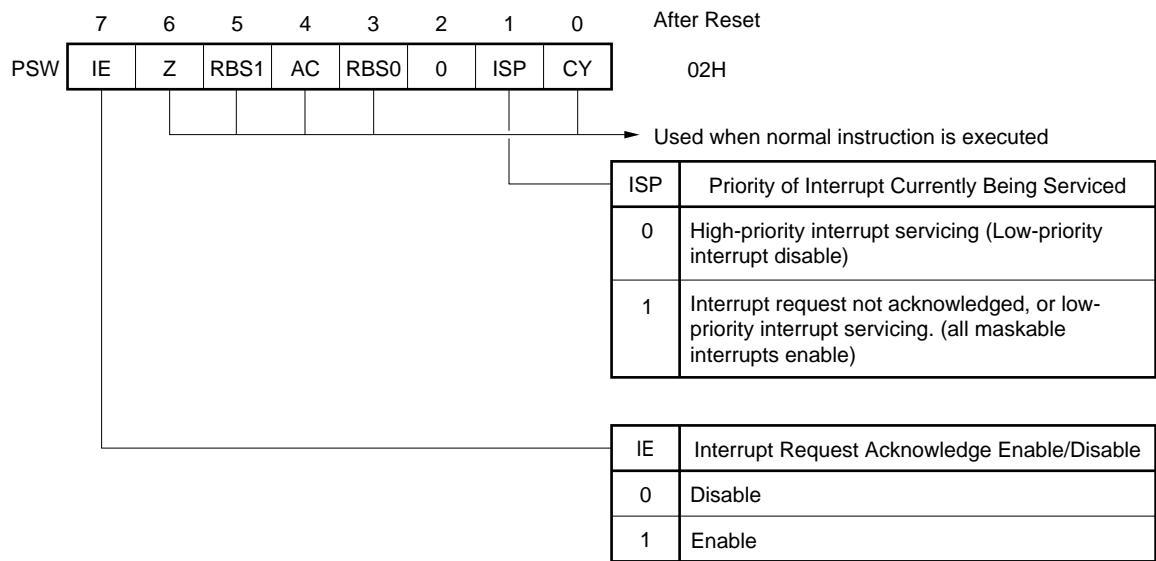 7 6 5 4 3 2 1 0 After Reset
PSW IE Z RBS1 AC RBS0 0 ISP CY 02H
Used when normal instruction is executed
ISP Priority of Interrupt Currently Being Serviced
0 High-priority interrupt servicing (Low-priority
interrupt disable)
1 Interrupt request not acknowledged, or low-
priority interrupt servicing. (all maskable
interrupts enable)
IE Interrupt Request Acknowledge Enable/Disable
0 Disable
1 Enable